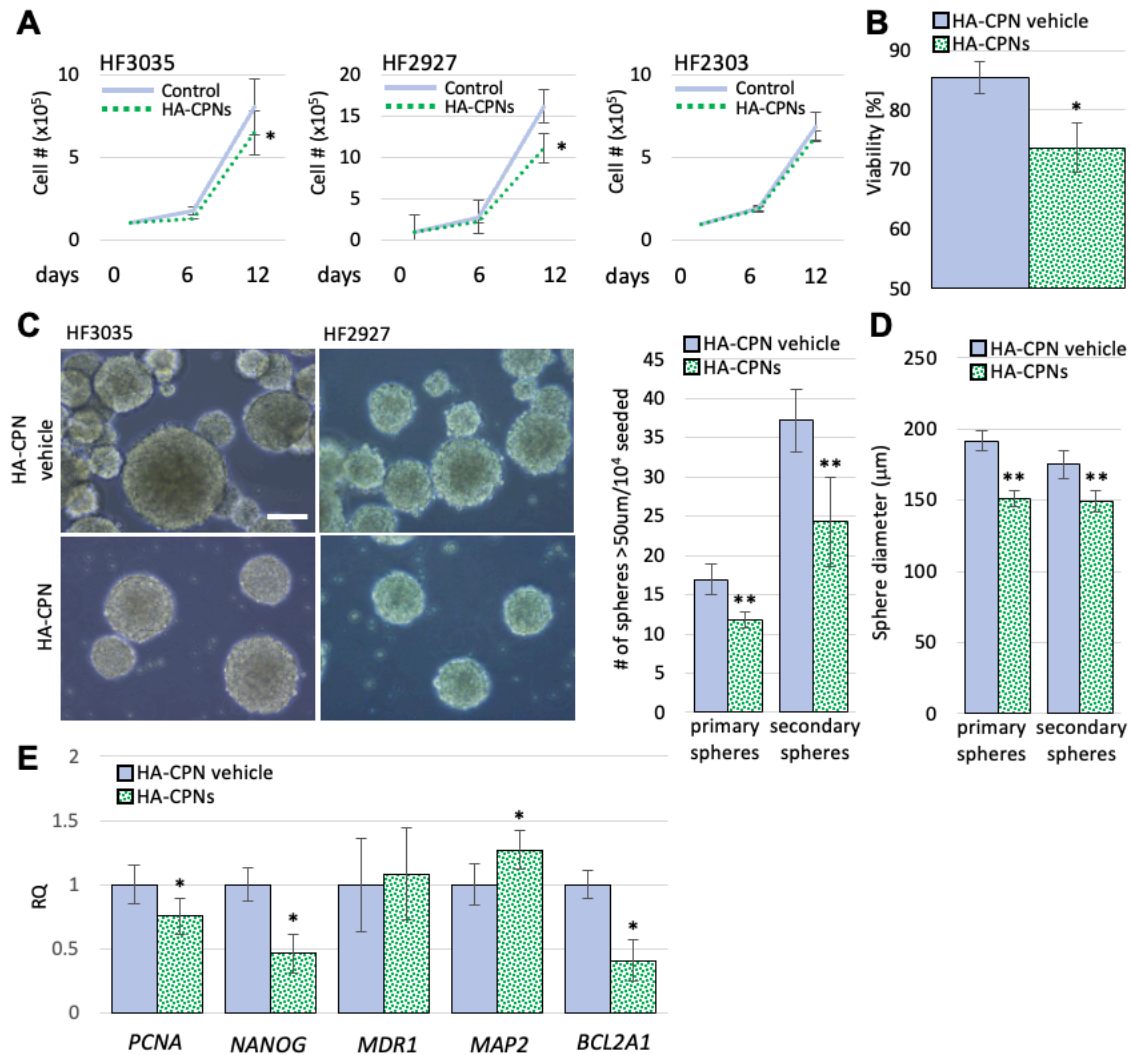 A
HF3035
Control
HA-CPNs
Cell # (x10⁵)
10
5
0
*
days 0 6 12
HF2927
Control
HA-CPNs
Cell # (x10⁵)
20
15
10
5
0
*
0 6 12
HF2303
Control
HA-CPNs
Cell # (x10⁵)
10
5
0
days 0 6 12
B
HA-CPN vehicle
HA-CPNs
Viability [%]
90
80
70
60
50
*
C
HF3035
HF2927
HA-CPN
vehicle
HA-CPN
HA-CPN vehicle
HA-CPNs
# of spheres >50um/10⁴ seeded
45
40
35
30
25
20
15
10
5
0
**
**
primary secondary
spheres spheres
D
HA-CPN vehicle
HA-CPNs
Sphere diameter (µm)
250
200
150
100
50
0
**
**
primary secondary
spheres spheres
E
HA-CPN vehicle
HA-CPNs
RQ
2
1.5
1
0.5
0
*
*
*
*
PCNA NANOG MDR1 MAP2 BCL2A1